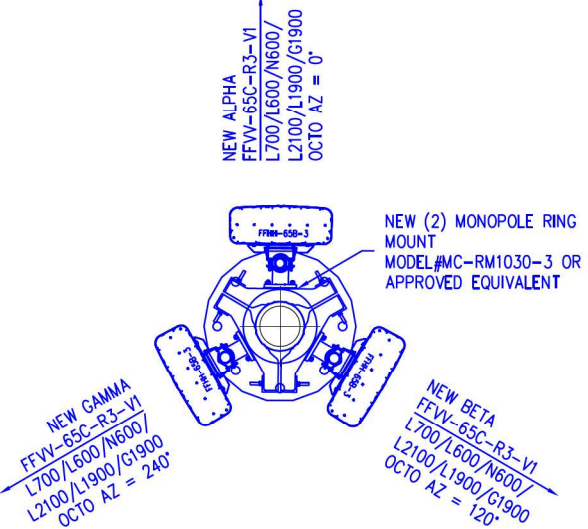 NEW ALPHA
FFVV-65C-R3-V1
L700/L600/N600/
L2100/L1900/G1900
OCTO AZ = 0°
FFHH-65B-3
NEW (2) MONOPOLE RING
MOUNT
MODEL#MC-RM1030-3 OR
APPROVED EQUIVALENT
FFHH-65B-3
FFHH-65B-3
NEW GAMMA
FFVV-65C-R3-V1
L700/L600/N600/
L2100/L1900/G1900
OCTO AZ = 240°
NEW BETA
FFVV-65C-R3-V1
L700/L600/N600/
L2100/L1900/G1900
OCTO AZ = 120°